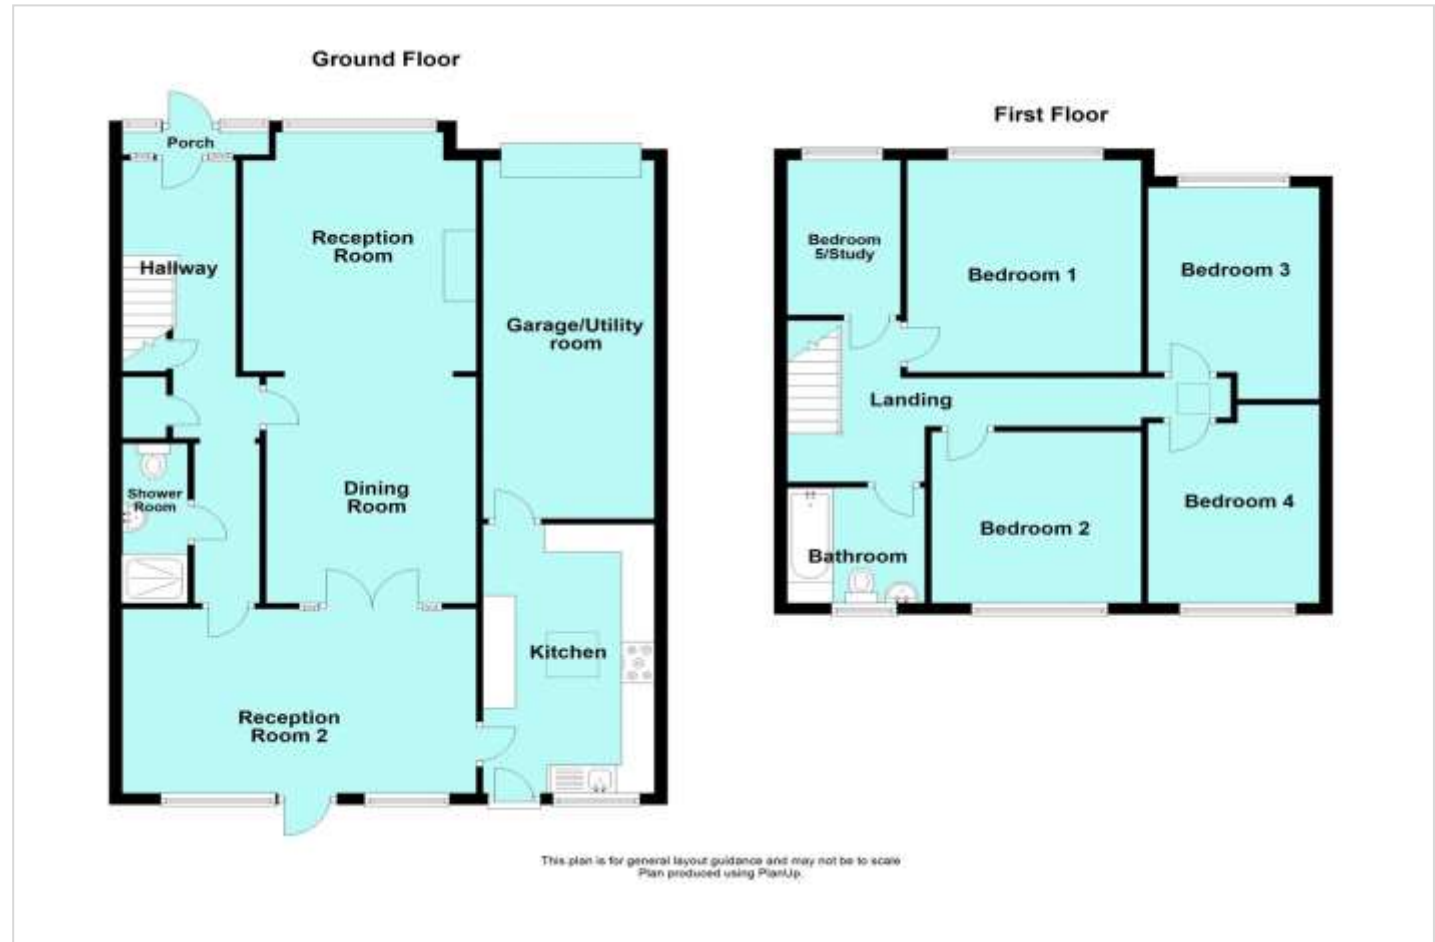 Ground Floor
Porch
Reception
Room
Hallway
Garage/Utility
room
Shower
Room
Dining
Room
Kitchen
Reception
Room 2
First Floor
Bedroom
5/Study
Bedroom 1
Bedroom 3
Landing
Bedroom 2
Bedroom 4
Bathroom
This plan is for general layout guidance and may not be to scale
Plan produced using PlanUp.